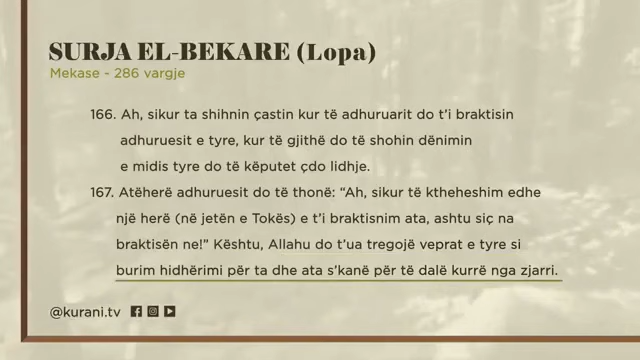 SURJA EL-BEKARE (Lopa)
Mekase - 286 vargje
166. Ah, sikur ta shihnin çastin kur të adhuruarit do t'i braktisin
adhuruesit e tyre, kur të gjithë do të shohin dënimin
e midis tyre do të këputet çdo lidhje.
167. Atëherë adhuruesit do të thonë: “Ah, sikur të ktheheshim edhe
një herë (në jetën e Tokës) e t'i braktisnim ata, ashtu siç na
braktisën ne!” Kështu, Allahu do t'ua tregojë veprat e tyre si
burim hidhërimi për ta dhe ata s'kanë për të dalë kurrë nga zjarri.
@kurani.tv